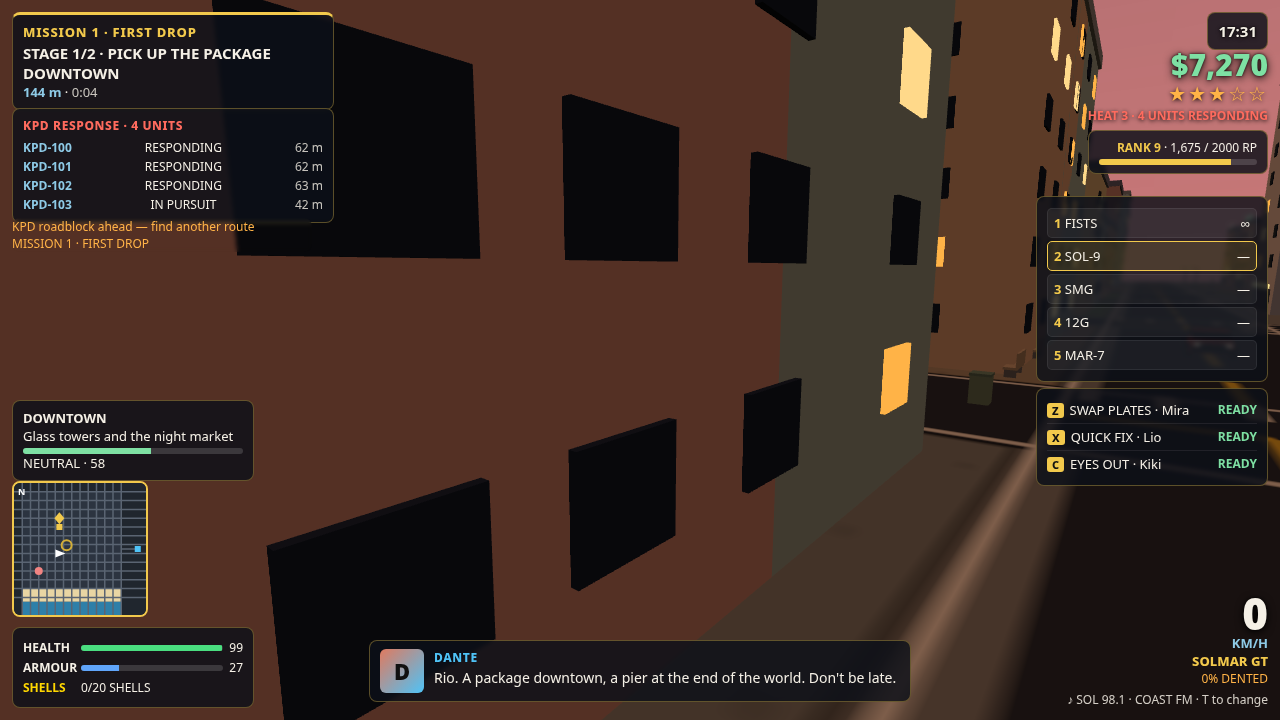 MISSION 1 · FIRST DROP
STAGE 1/2 · PICK UP THE PACKAGE
DOWNTOWN
144 m · 0:04
KPD RESPONSE · 4 UNITS
KPD-100 RESPONDING 62 m
KPD-101 RESPONDING 62 m
KPD-102 RESPONDING 63 m
KPD-103 IN PURSUIT 42 m
KPD roadblock ahead — find another route
MISSION 1 · FIRST DROP
17:31
$7,270
★★★☆☆
HEAT 3 · 4 UNITS RESPONDING
RANK 9 · 1,675 / 2000 RP
1 FISTS ∞
2 SOL-9 —
3 SMG —
4 12G —
5 MAR-7 —
Z SWAP PLATES · Mira READY
X QUICK FIX · Lio READY
C EYES OUT · Kiki READY
DOWNTOWN
Glass towers and the night market
NEUTRAL · 58
N
HEALTH 99
ARMOUR 27
SHELLS 0/20 SHELLS
D
DANTE
Rio. A package downtown, a pier at the end of the world. Don't be late.
0
KM/H
SOLMAR GT
0% DENTED
♪ SOL 98.1 · COAST FM · T to change